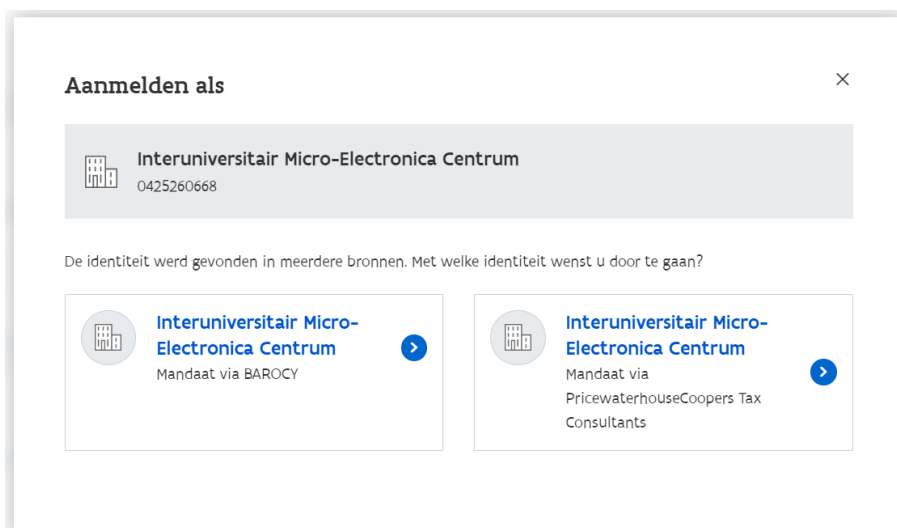 Aanmelden als
Interuniversitair Micro-Electronica Centrum
0425260668
De identiteit werd gevonden in meerdere bronnen. Met welke identiteit wenst u door te gaan?
Interuniversitair Micro-
Electronica Centrum
Mandaat via BAROCY
Interuniversitair Micro-
Electronica Centrum
Mandaat via
PricewaterhouseCoopers Tax
Consultants